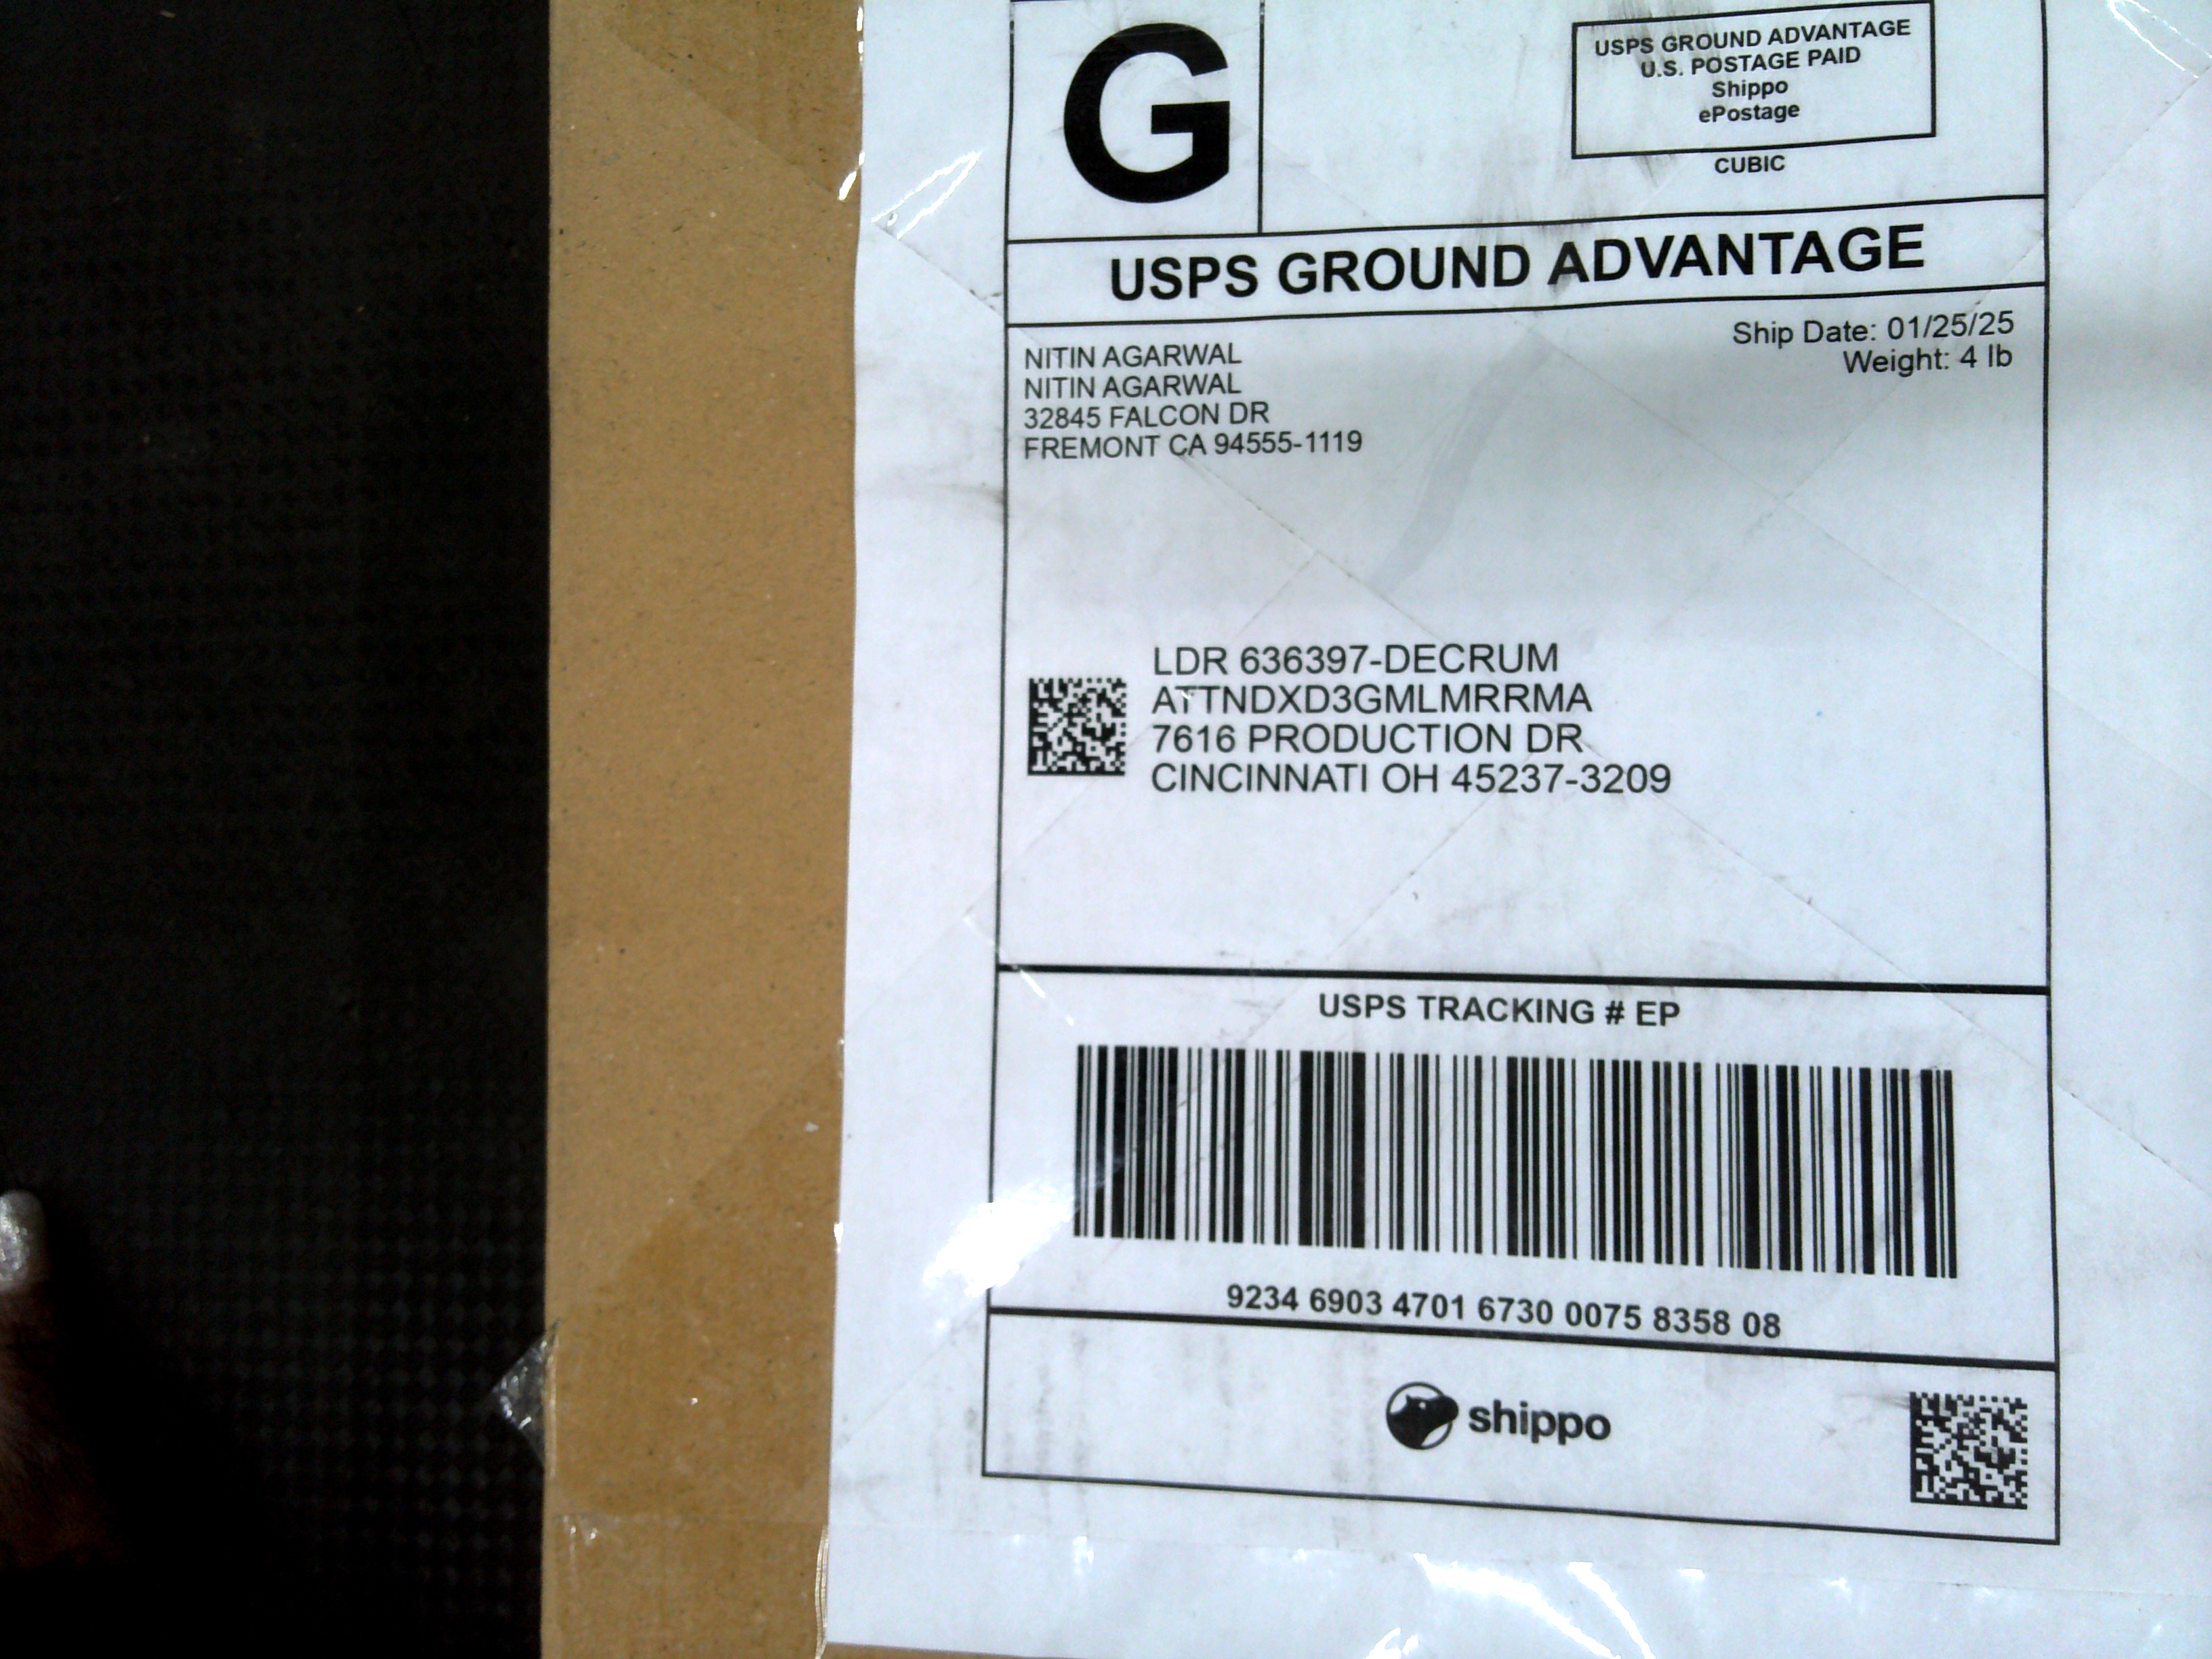 G
USPS GROUND ADVANTAGE
U.S. POSTAGE PAID
Shippo
ePostage
CUBIC
USPS GROUND ADVANTAGE
Ship Date: 01/25/25
Weight: 4 lb
NITIN AGARWAL
NITIN AGARWAL
32845 FALCON DR
FREMONT CA 94555-1119
LDR 636397-DECRUM
ATTNDXD3GMLMRRMA
7616 PRODUCTION DR
CINCINNATI OH 45237-3209
USPS TRACKING # EP
9234 6903 4701 6730 0075 8358 08
shippo